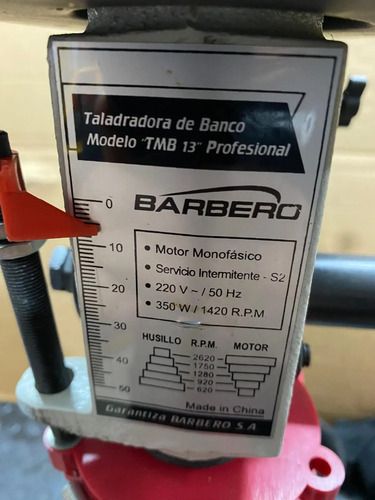 Taladradora de Banco
Modelo "TMB 13" Profesional
BARBERO
0
10
20
30
40
50
• Motor Monofásico
• Servicio Intermitente - S2
• 220 V ~ / 50 Hz
• 350 W / 1420 R.P.M
HUSILLO R.P.M. MOTOR
2620
1750
1280
920
620
Made in China
Garantiza BARBERO S.A